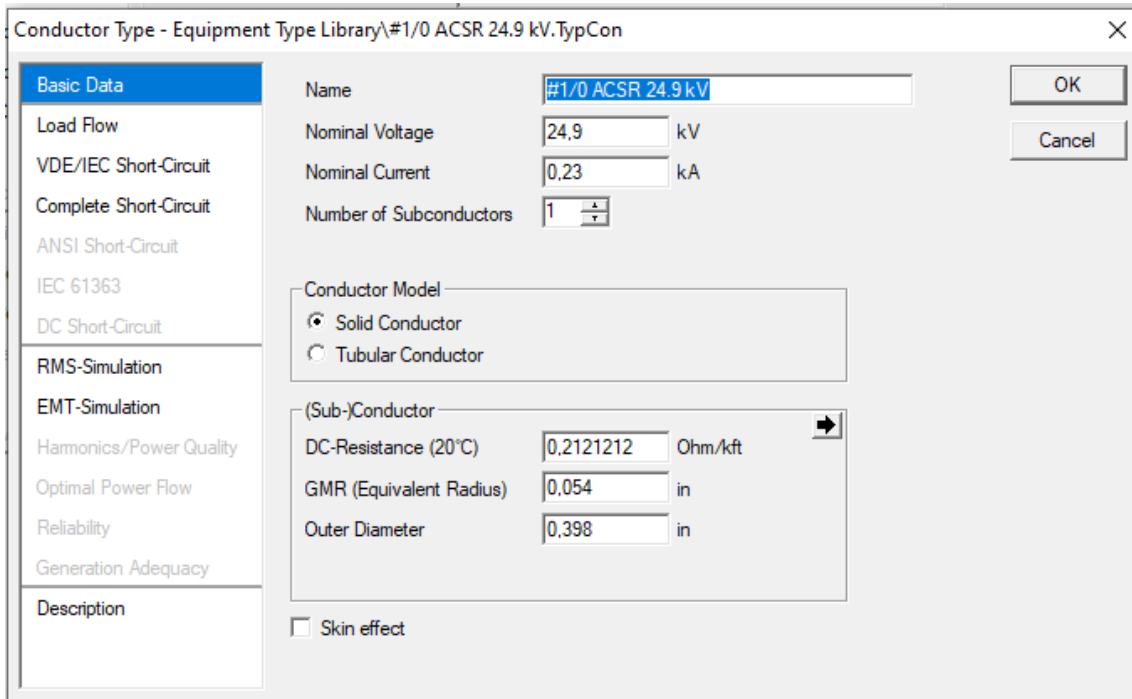 Conductor Type - Equipment Type Library\#1/0 ACSR 24.9 kV.TypCon
Basic Data
Load Flow
VDE/IEC Short-Circuit
Complete Short-Circuit
ANSI Short-Circuit
IEC 61363
DC Short-Circuit
RMS-Simulation
EMT-Simulation
Harmonics/Power Quality
Optimal Power Flow
Reliability
Generation Adequacy
Description
Name #1/0 ACSR 24.9 kV
Nominal Voltage 24,9 kV
Nominal Current 0,23 kA
Number of Subconductors 1
Conductor Model
Solid Conductor
Tubular Conductor
(Sub-)Conductor
DC-Resistance (20°C) 0,2121212 Ohm/kft
GMR (Equivalent Radius) 0,054 in
Outer Diameter 0,398 in
Skin effect
OK
Cancel